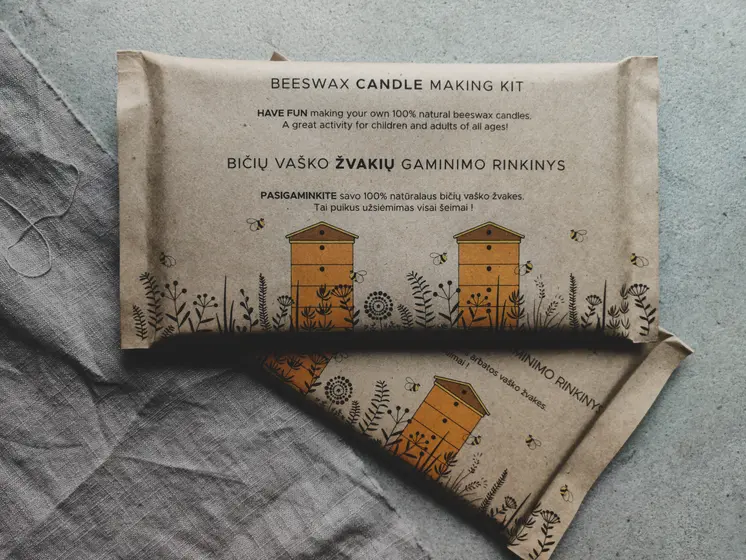 BEESWAX CANDLE MAKING KIT
HAVE FUN making your own 100% natural beeswax candles.
A great activity for children and adults of all ages!
BIČIŲ VAŠKO ŽVAKIŲ GAMINIMO RINKINYS
PASIGAMINKITE savo 100% natūralaus bičių vaško žvakes.
Tai puikus užsiėmimas visai šeimai !
RINKINYS
arbatos vaško žvakes.